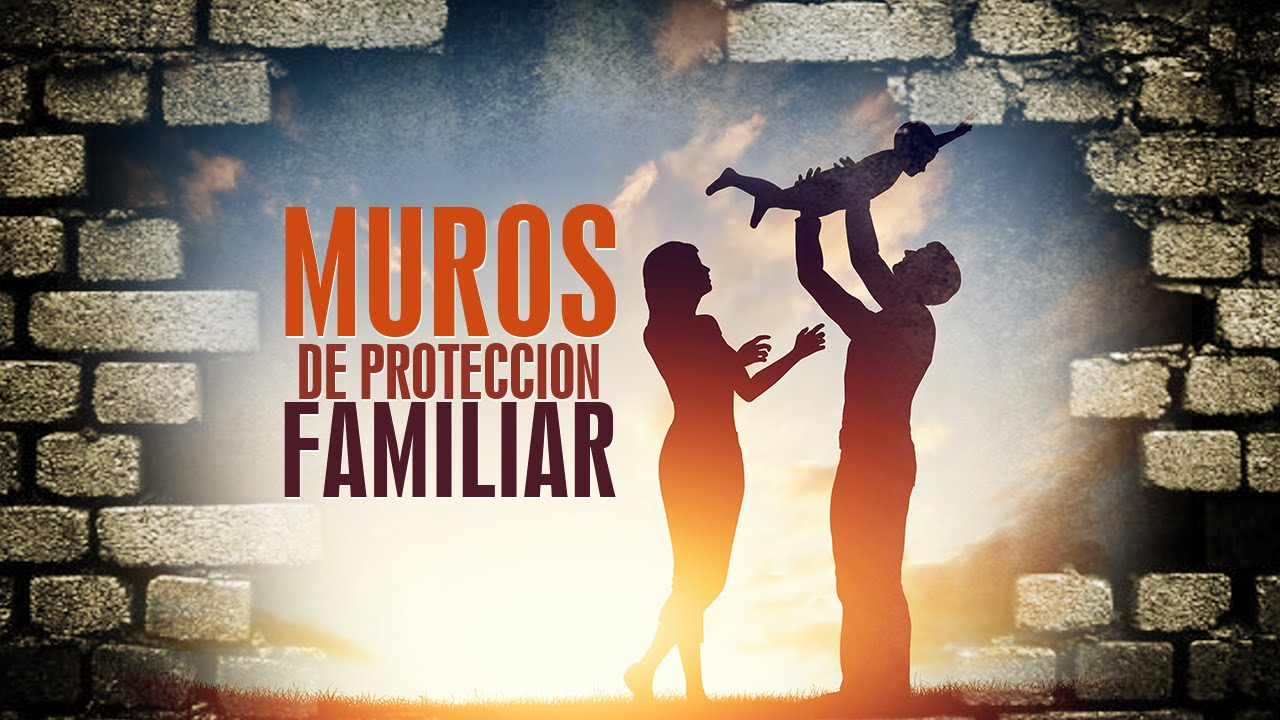 MUROS
DE PROTECCION
FAMILIAR